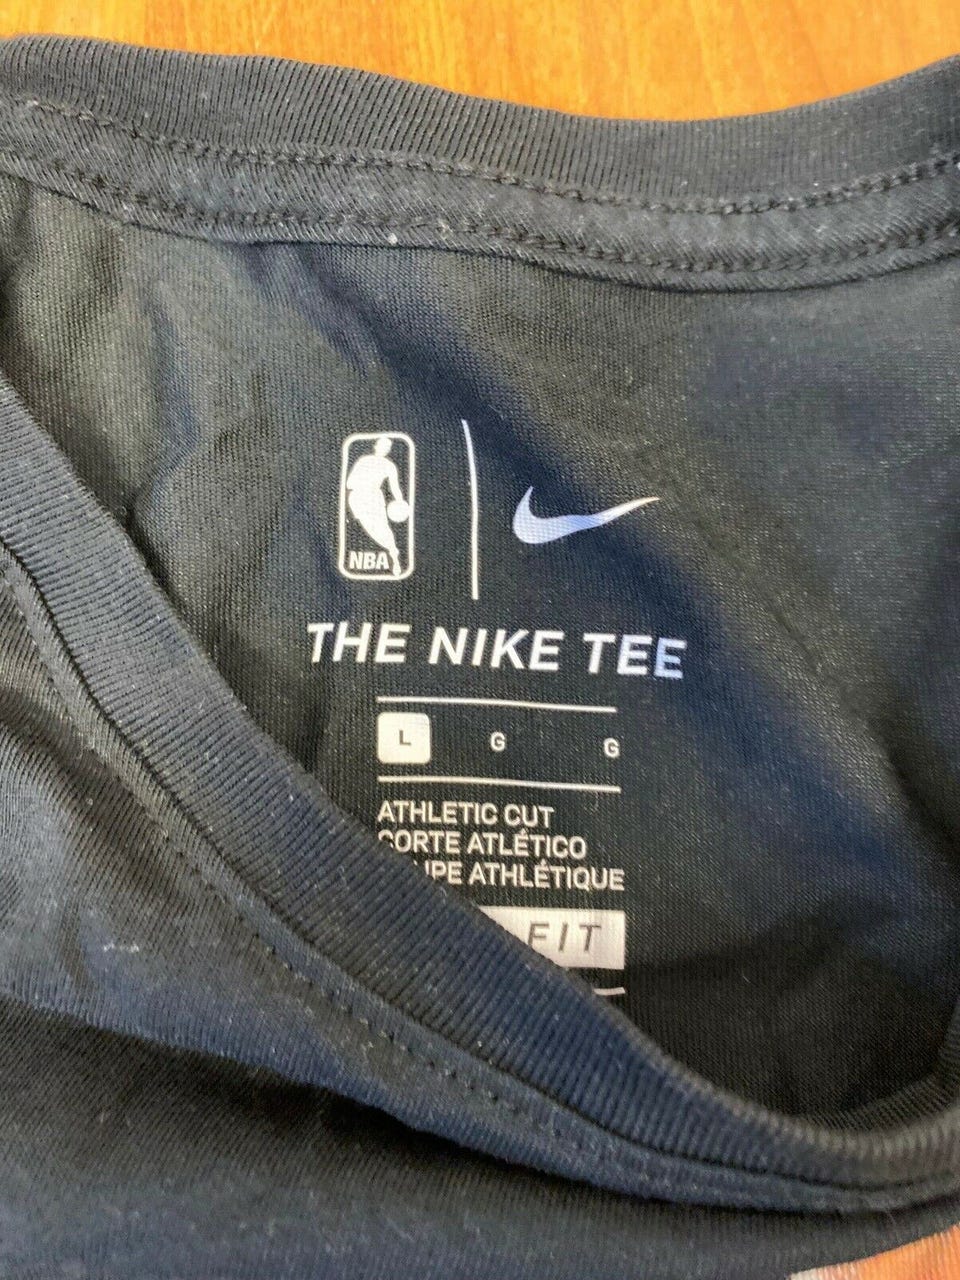 NBA
THE NIKE TEE
L G G
ATHLETIC CUT
CORTE ATLÉTICO
ATHLÉTIQUE
FIT